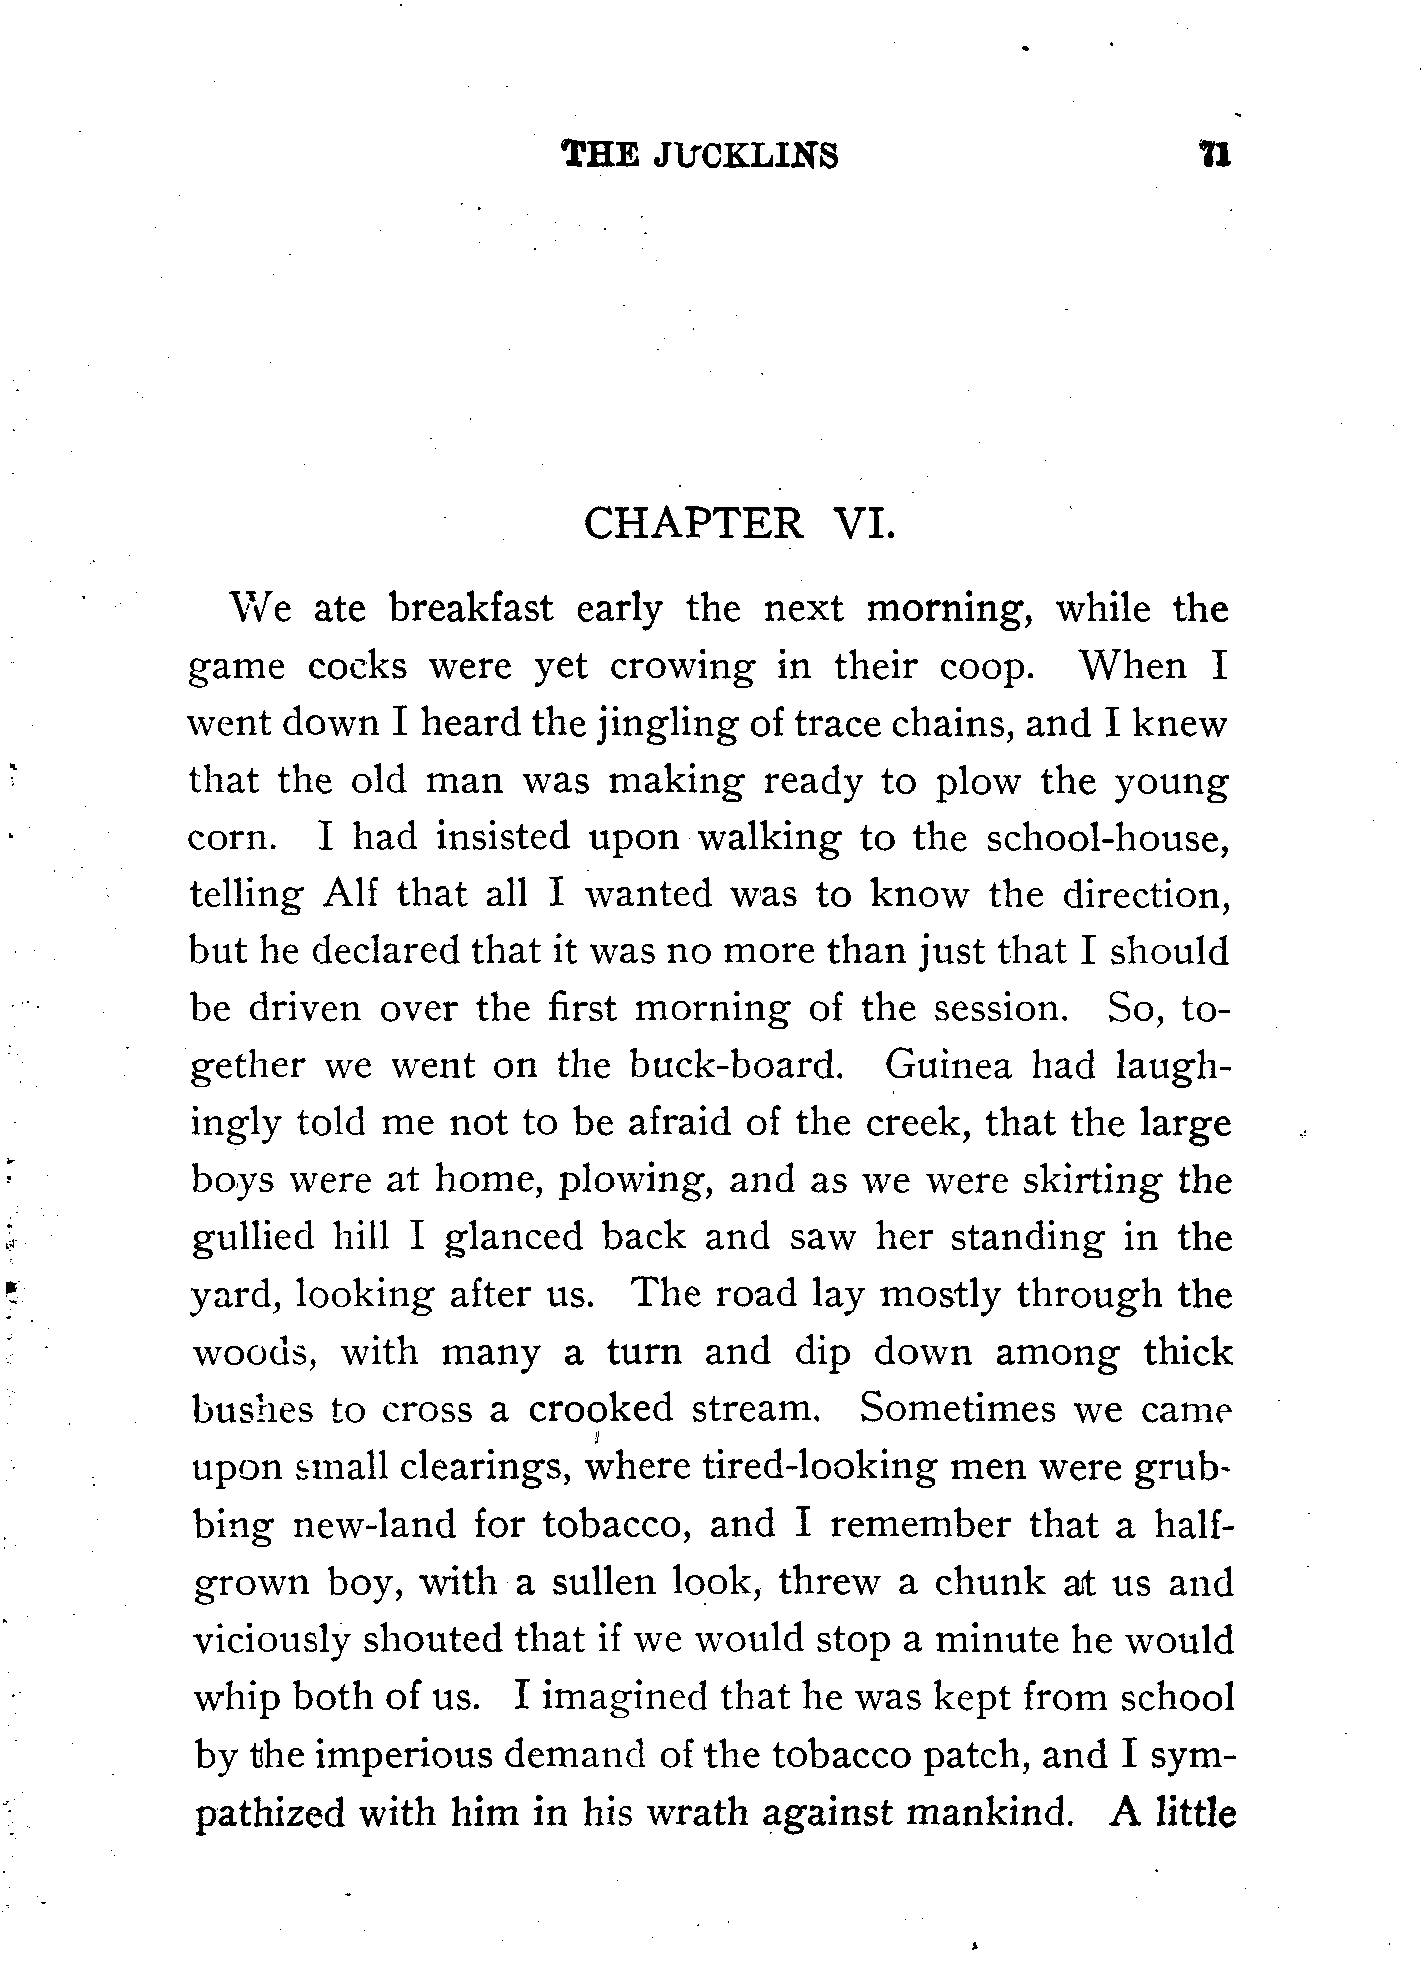 THE JUCKLINS 71
CHAPTER VI.
We ate breakfast early the next morning, while the
game cocks were yet crowing in their coop. When I
went down I heard the jingling of trace chains, and I knew
that the old man was making ready to plow the young
corn. I had insisted upon walking to the school-house,
telling Alf that all I wanted was to know the direction,
but he declared that it was no more than just that I should
be driven over the first morning of the session. So, to-
gether we went on the buck-board. Guinea had laugh-
ingly told me not to be afraid of the creek, that the large
boys were at home, plowing, and as we were skirting the
gullied hill I glanced back and saw her standing in the
yard, looking after us. The road lay mostly through the
woods, with many a turn and dip down among thick
bushes to cross a crooked stream. Sometimes we came
upon small clearings, where tired-looking men were grub-
bing new-land for tobacco, and I remember that a half-
grown boy, with a sullen look, threw a chunk at us and
viciously shouted that if we would stop a minute he would
whip both of us. I imagined that he was kept from school
by the imperious demand of the tobacco patch, and I sym-
pathized with him in his wrath against mankind. A little